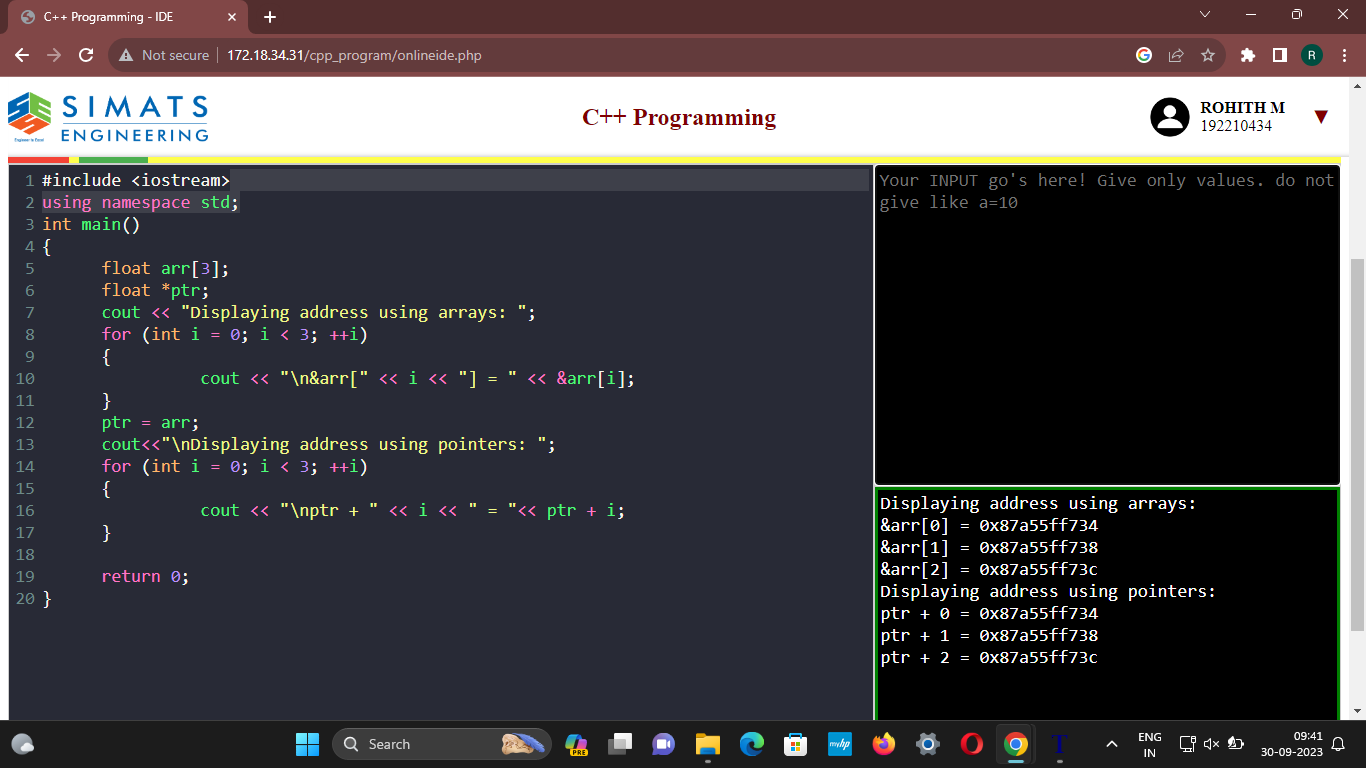 C++ Programming - IDE
Not secure 172.18.34.31/cpp_program/onlineide.php
R
SIMATS
ENGINEERING
Engineer to Excel
C++ Programming
ROHITH M
192210434
1 #include <iostream>
2 using namespace std;
3 int main()
4 {
5 float arr[3];
6 float *ptr;
7 cout << "Displaying address using arrays: ";
8 for (int i = 0; i < 3; ++i)
9 {
10 cout << "\n&arr[" << i << "] = " << &arr[i];
11 }
12 ptr = arr;
13 cout<<"\nDisplaying address using pointers: ";
14 for (int i = 0; i < 3; ++i)
15 {
16 cout << "\nptr + " << i << " = "<< ptr + i;
17 }
18
19 return 0;
20 }
Your INPUT go's here! Give only values. do not
give like a=10
Displaying address using arrays:
&arr[0] = 0x87a55ff734
&arr[1] = 0x87a55ff738
&arr[2] = 0x87a55ff73c
Displaying address using pointers:
ptr + 0 = 0x87a55ff734
ptr + 1 = 0x87a55ff738
ptr + 2 = 0x87a55ff73c
Search
PRE
myhp
T
ENG
IN
09:41
30-09-2023